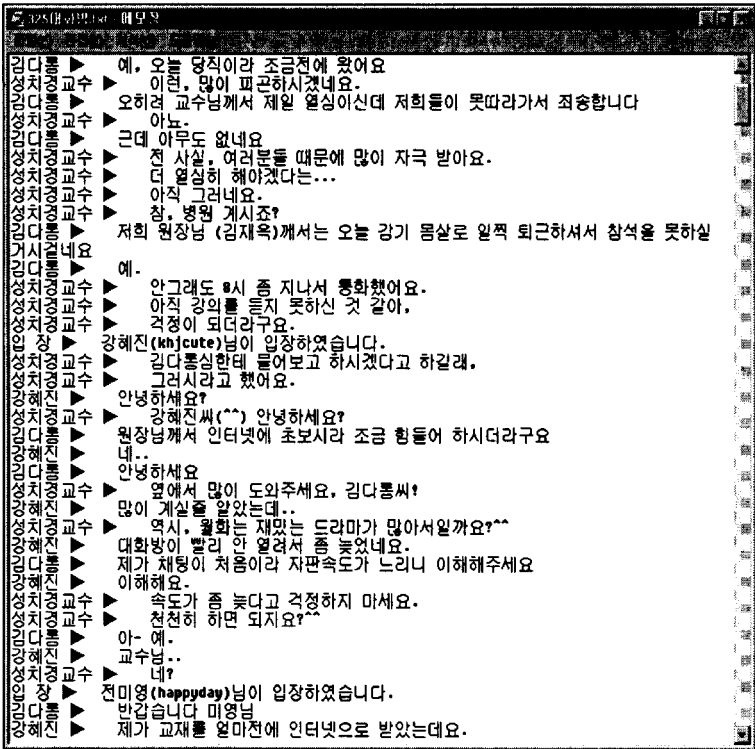 325대화방.txt - 메모장
김다통 ▶ 예, 오늘 당직이라 조금전에 왔어요
성치경교수 ▶ 이런, 많이 피곤하시겠네요.
김다통 ▶ 오히려 교수님께서 제일 열심이신데 저희들이 못따라가서 죄송합니다
성치경교수 ▶ 아뇨.
김다통 ▶ 근데 아무도 없네요
성치경교수 ▶ 전 사실, 여러분들 때문에 많이 자극 받아요.
성치경교수 ▶ 더 열심히 해야겠다는...
성치경교수 ▶ 아직 그러네요.
성치경교수 ▶ 참, 병원 계시죠?
김다통 ▶ 저희 원장님 (김재옥)께서는 오늘 감기 몸살로 일찍 퇴근하셔서 참석을 못하실
거시겁네요
김다통 ▶ 예.
성치경교수 ▶ 안그래도 8시 좀 지나서 통화했어요.
성치경교수 ▶ 아직 강의를 듣지 못하신 것 같아,
성치경교수 ▶ 걱정이 되더라구요.
입 장 ▶ 강혜진(khjcute)님이 입장하였습니다.
성치경교수 ▶ 김다통심한테 물어보고 하시겠다고 하길래,
성치경교수 ▶ 그러시라고 했어요.
강혜진 ▶ 안녕하세요?
성치경교수 ▶ 강혜진씨(^^) 안녕하세요?
김다통 ▶ 원장님께서 인터넷에 초보시라 조금 힘들어 하시더라구요
강혜진 ▶ 네..
김다통 ▶ 안녕하세요
성치경교수 ▶ 옆에서 많이 도와주세요, 김다통씨!
강혜진 ▶ 많이 계실줄 알았는데..
성치경교수 ▶ 역시, 월화는 재밌는 드라마가 많아서일까요?^^
강혜진 ▶ 대화방이 빨리 안 열려서 좀 늦었네요.
김다통 ▶ 제가 채팅이 처음이라 자판속도가 느리니 이해해주세요
강혜진 ▶ 이해해요.
성치경교수 ▶ 속도가 좀 늦다고 걱정하지 마세요.
성치경교수 ▶ 천천히 하면 되지요?^^
김다통 ▶ 아- 예.
강혜진 ▶ 교수님..
성치경교수 ▶ 네?
입 장 ▶ 전미영(happyday)님이 입장하였습니다.
김다통 ▶ 반갑습니다 미영님
강혜진 ▶ 제가 교재를 얼마전에 인터넷으로 받았는데요.